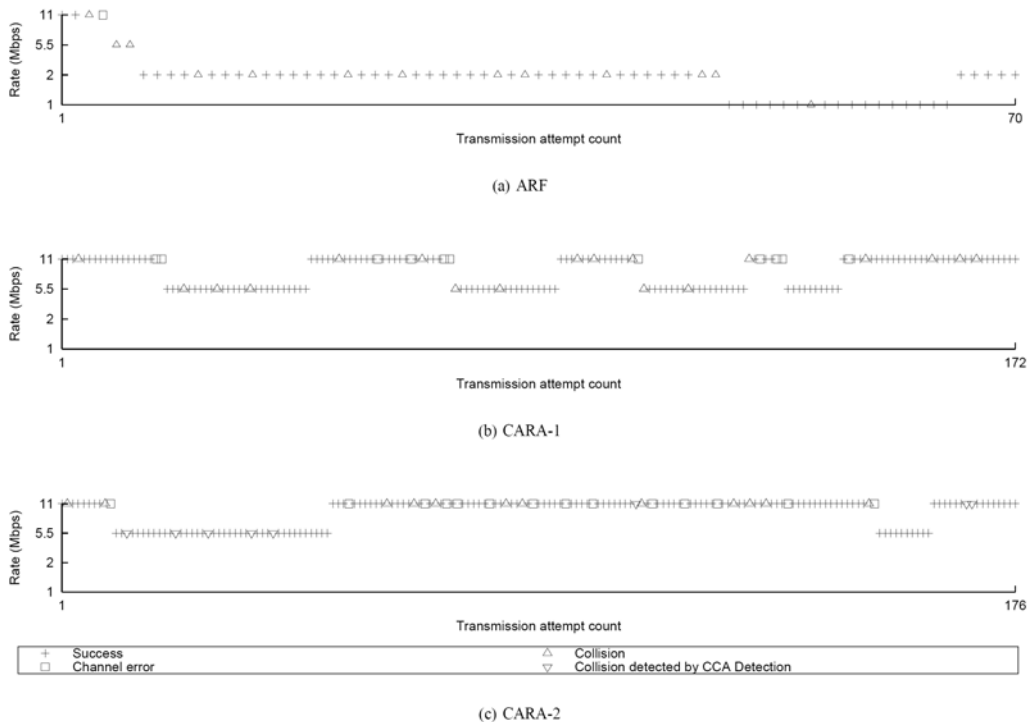 Rate (Mbps)
11
5.5
2
1
1
70
Transmission attempt count
(a) ARF
Rate (Mbps)
11
5.5
2
1
1
172
Transmission attempt count
(b) CARA-1
Rate (Mbps)
11
5.5
2
1
1
176
Transmission attempt count
Success
Collision
Channel error
Collision detected by CCA Detection
(c) CARA-2